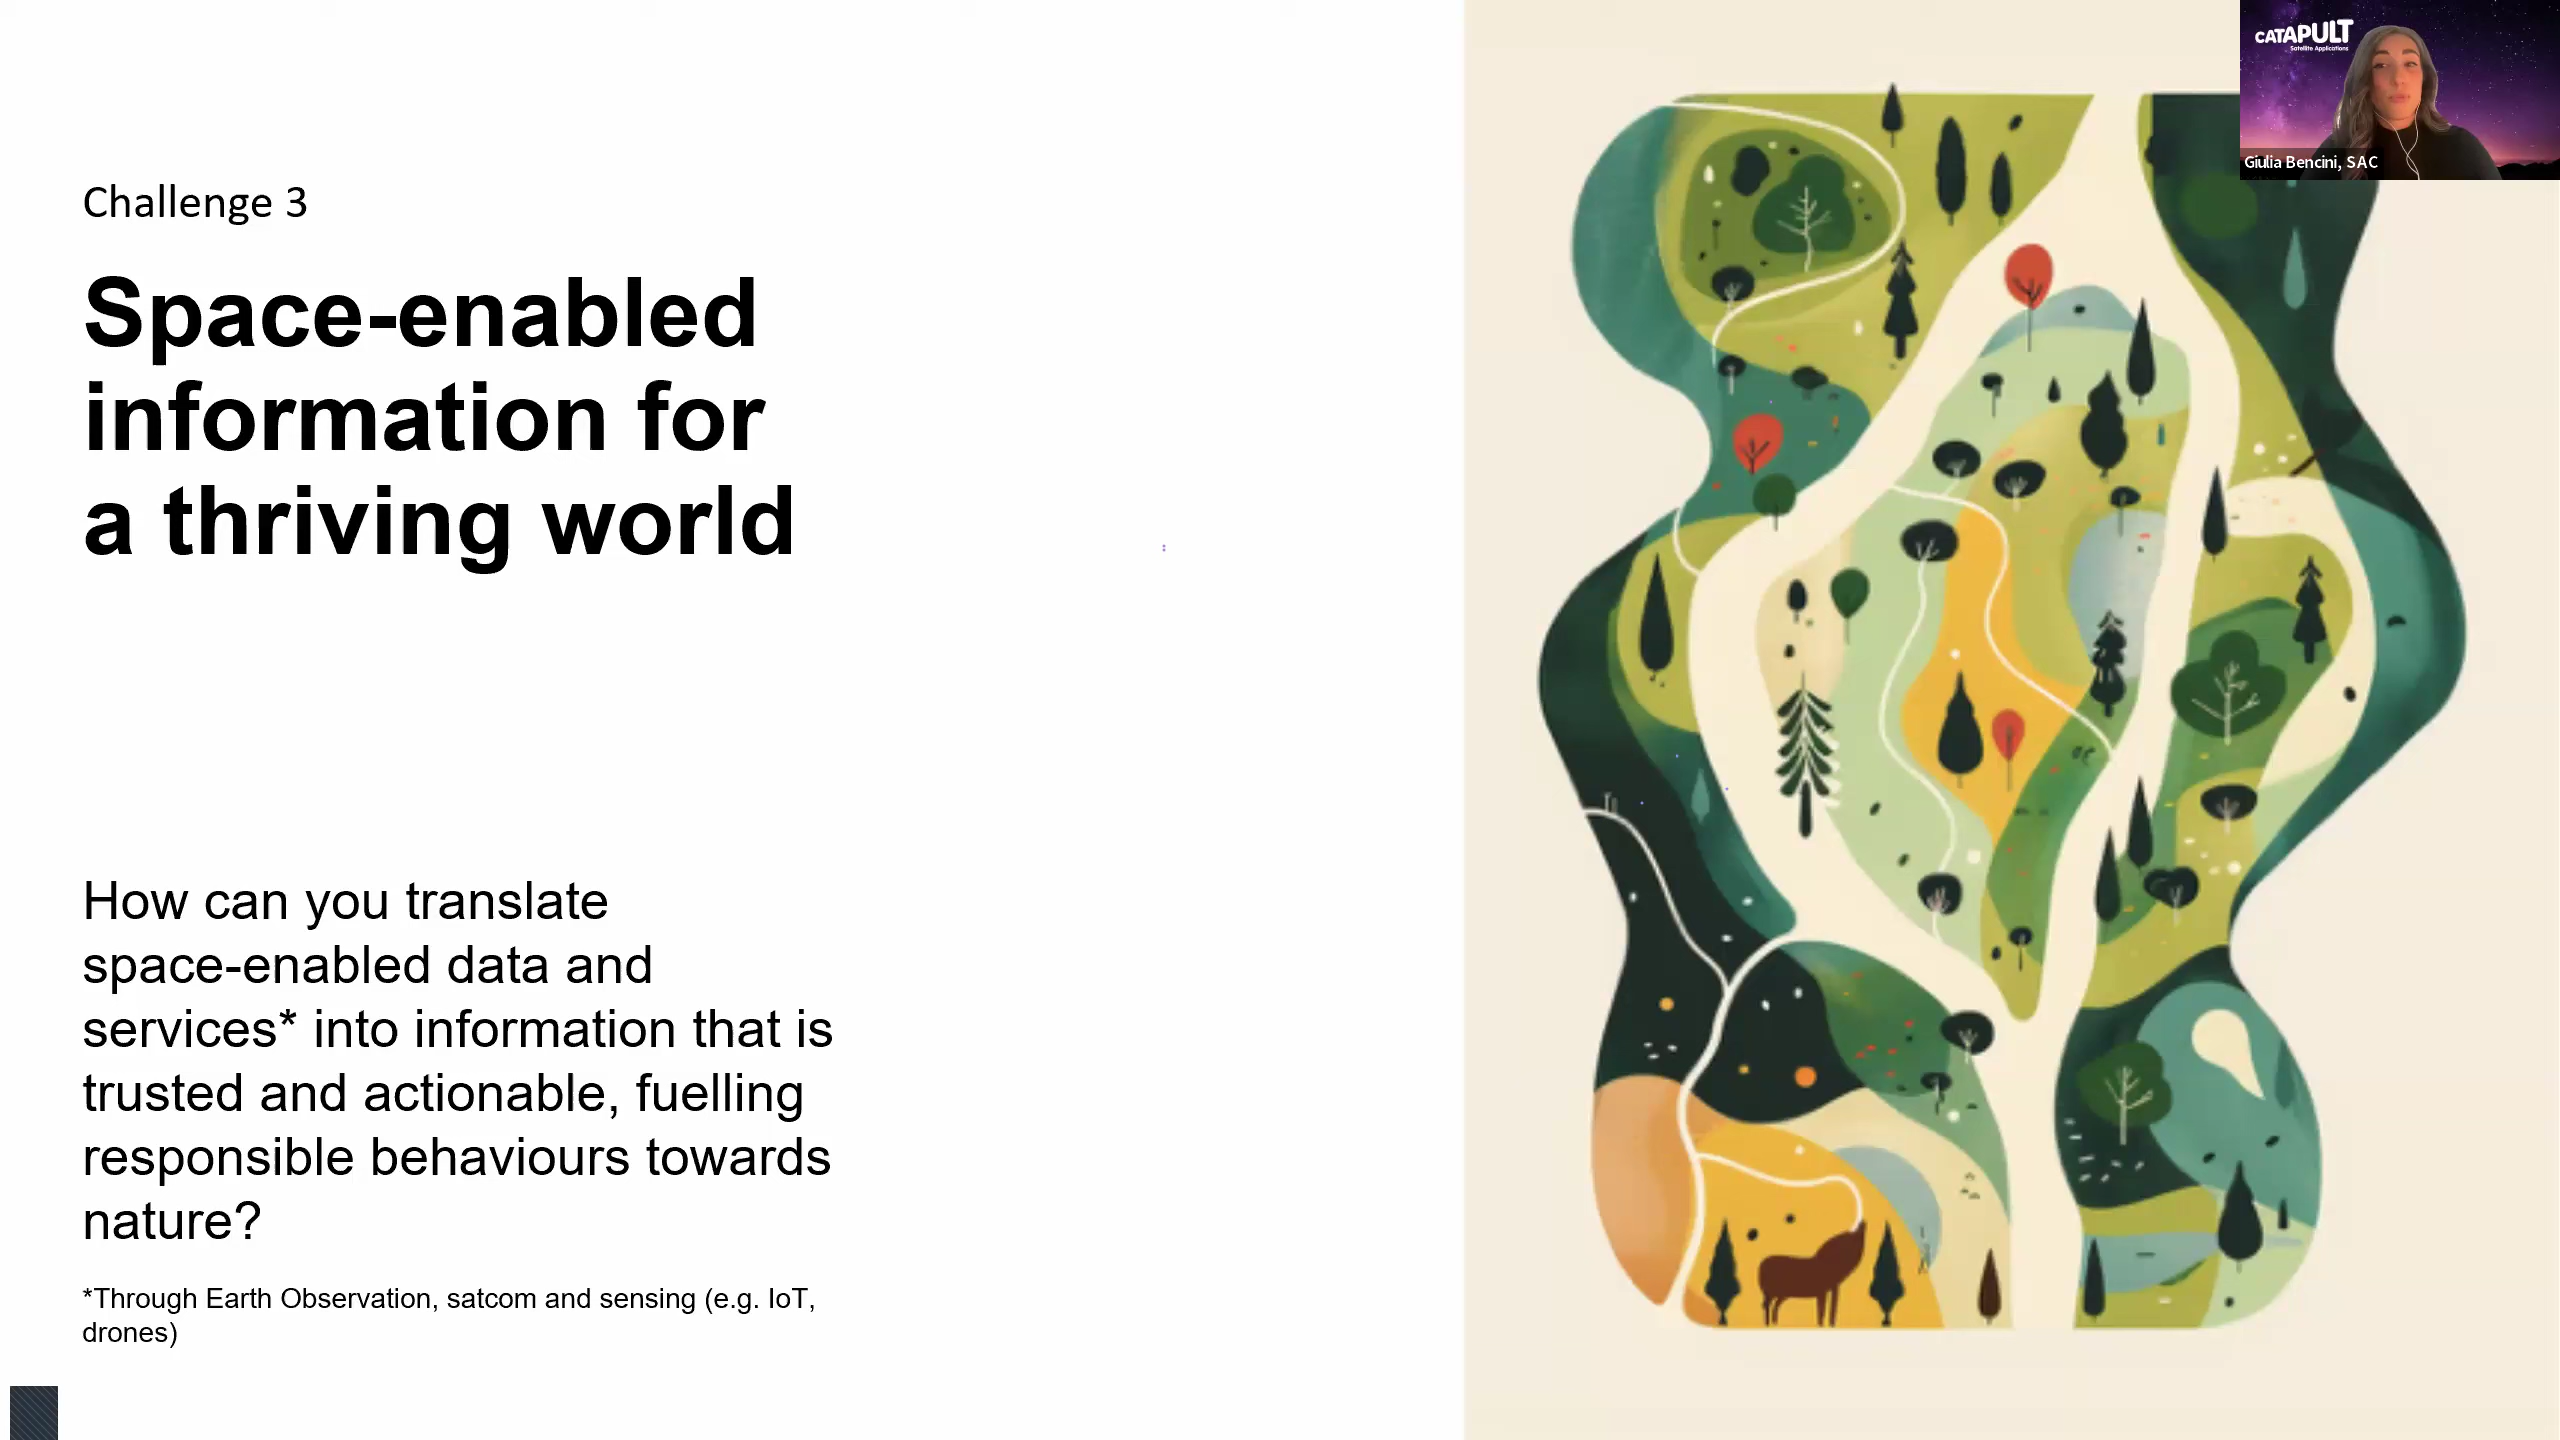 Challenge 3
Space-enabled
information for
a thriving world
How can you translate
space-enabled data and
services* into information that is
trusted and actionable, fuelling
responsible behaviours towards
nature?
*Through Earth Observation, satcom and sensing (e.g. IoT,
drones)
CATAPULT
Satellite Applications
Giulia Bencini, SAC